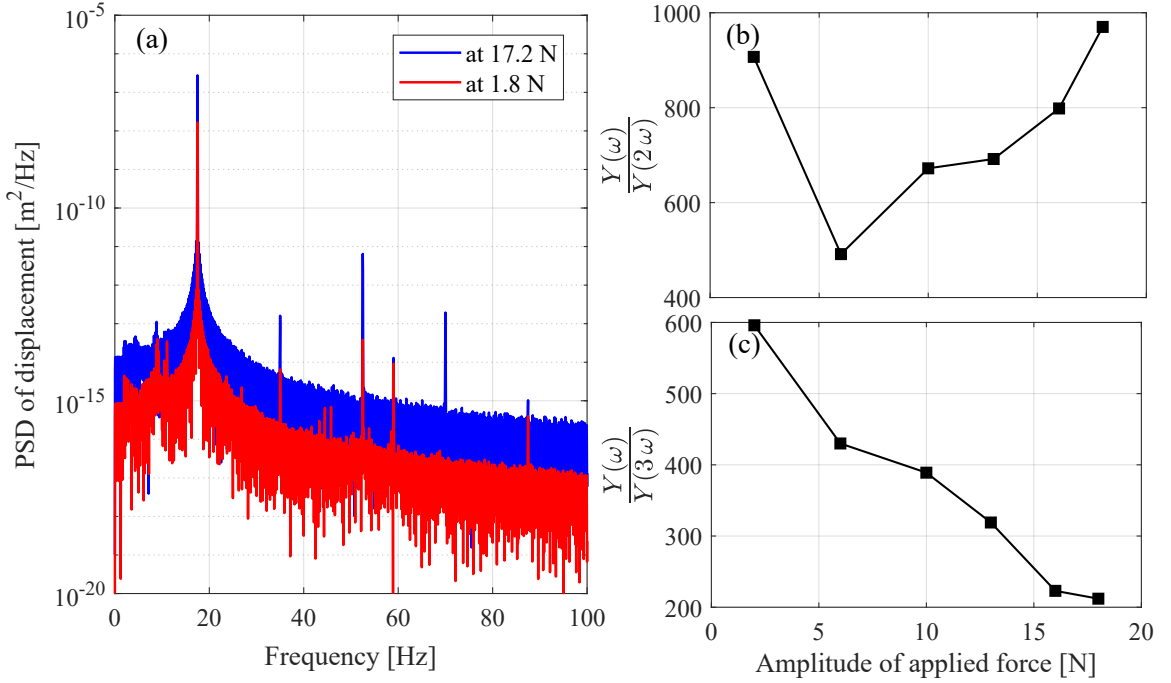 (a)
at 17.2 N
at 1.8 N
PSD of displacement [m²/Hz]
10⁻⁵
10⁻¹⁰
10⁻¹⁵
10⁻²⁰
0 20 40 60 80 100
Frequency [Hz]
(b)
Y(ω)
Y(2ω)
1000
800
600
400
(c)
Y(ω)
Y(3ω)
600
500
400
300
200
0 5 10 15 20
Amplitude of applied force [N]